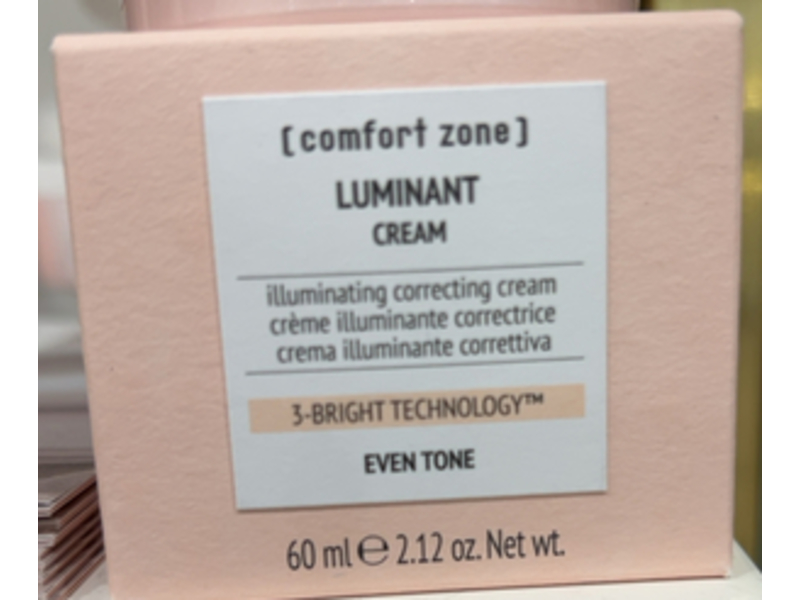 [comfort zone]
LUMINANT
CREAM
illuminating correcting cream
crème illuminante correctrice
crema illuminante correttiva
3-BRIGHT TECHNOLOGY™
EVEN TONE
60 ml ℮ 2.12 oz. Net wt.